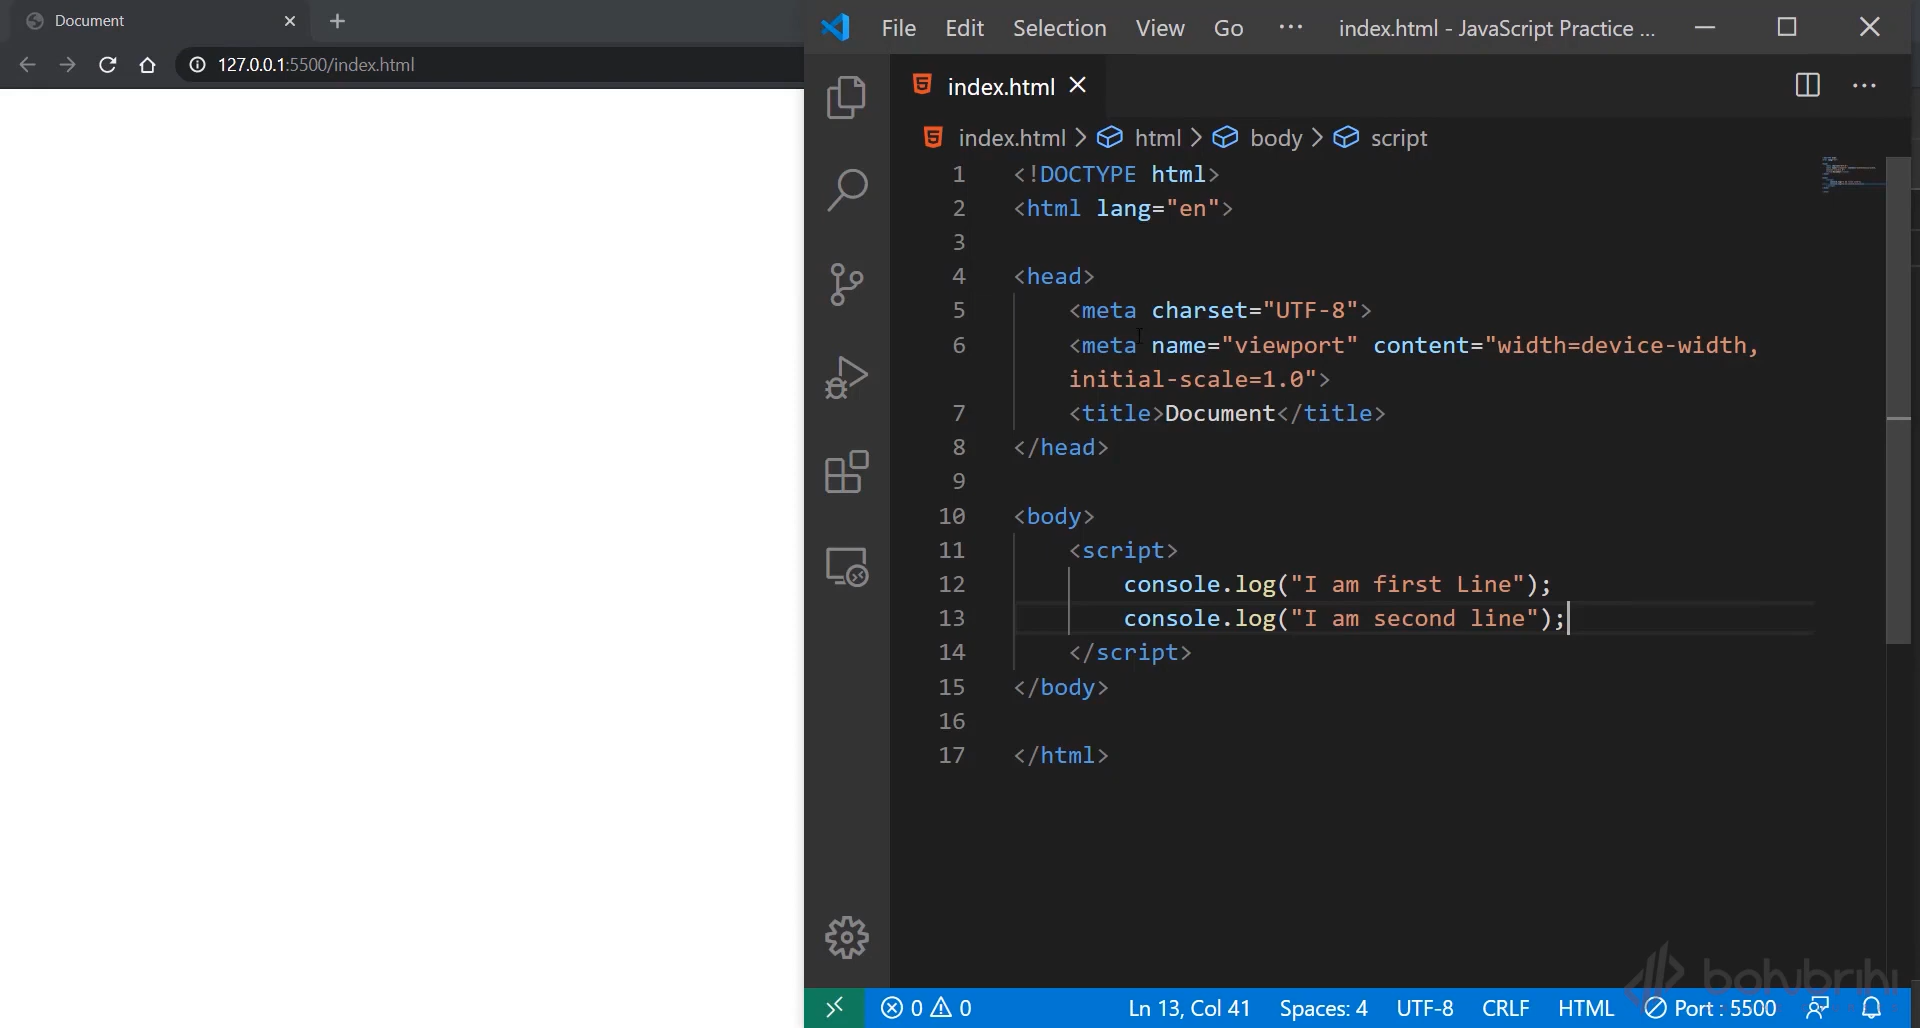 Document
127.0.0.1:5500/index.html
File Edit Selection View Go ··· index.html - JavaScript Practice ...
index.html
index.html > html > body > script
1 <!DOCTYPE html>
2 <html lang="en">
3
4 <head>
5 <meta charset="UTF-8">
6 <meta name="viewport" content="width=device-width,
initial-scale=1.0">
7 <title>Document</title>
8 </head>
9
10 <body>
11 <script>
12 console.log("I am first Line");
13 console.log("I am second line");
14 </script>
15 </body>
16
17 </html>
bohubrihi
0 0 Ln 13, Col 41 Spaces: 4 UTF-8 CRLF HTML Port : 5500